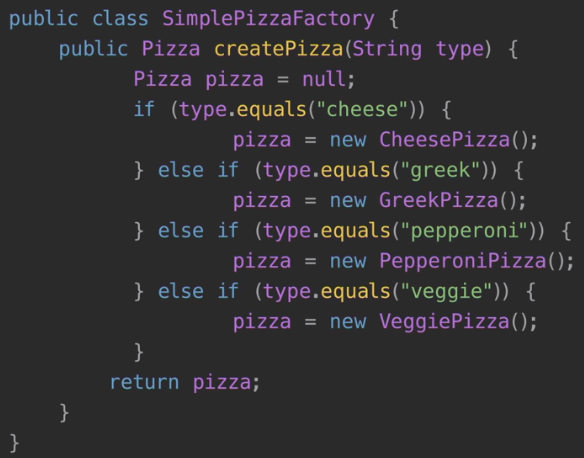 public class SimplePizzaFactory {
public Pizza createPizza(String type) {
Pizza pizza = null;
if (type.equals("cheese")) {
pizza = new CheesePizza();
} else if (type.equals("greek")) {
pizza = new GreekPizza();
} else if (type.equals("pepperoni")) {
pizza = new PepperoniPizza();
} else if (type.equals("veggie")) {
pizza = new VeggiePizza();
}
return pizza;
}
}